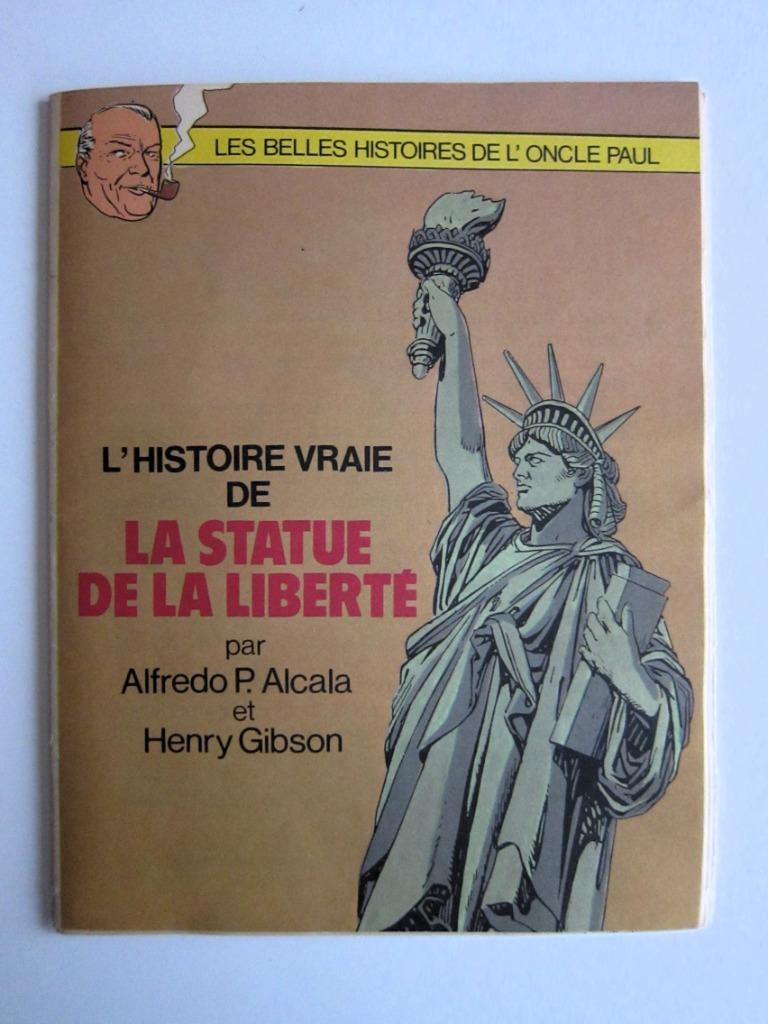 LES BELLES HISTOIRES DE L'ONCLE PAUL
L'HISTOIRE VRAIE
DE
LA STATUE
DE LA LIBERTÉ
par
Alfredo P. Alcala
et
Henry Gibson